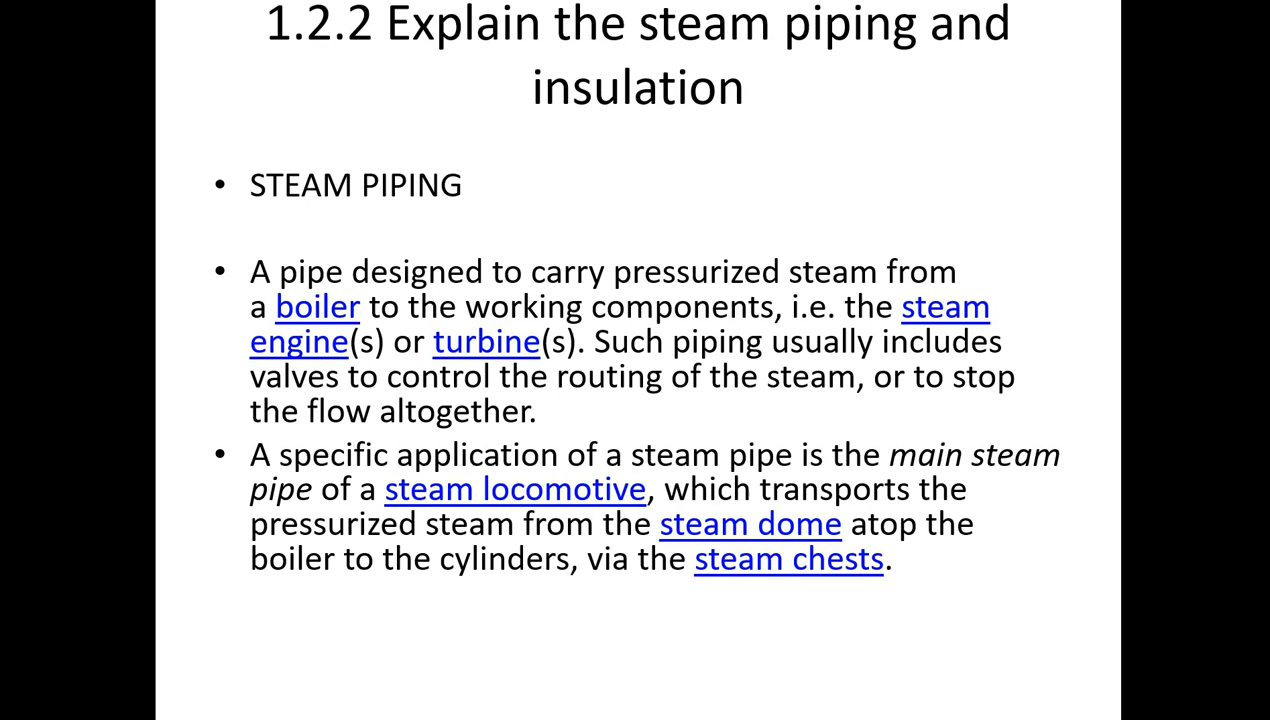 1.2.2 Explain the steam piping and
insulation
• STEAM PIPING
• A pipe designed to carry pressurized steam from
a boiler to the working components, i.e. the steam
engine(s) or turbine(s). Such piping usually includes
valves to control the routing of the steam, or to stop
the flow altogether.
• A specific application of a steam pipe is the main steam
pipe of a steam locomotive, which transports the
pressurized steam from the steam dome atop the
boiler to the cylinders, via the steam chests.